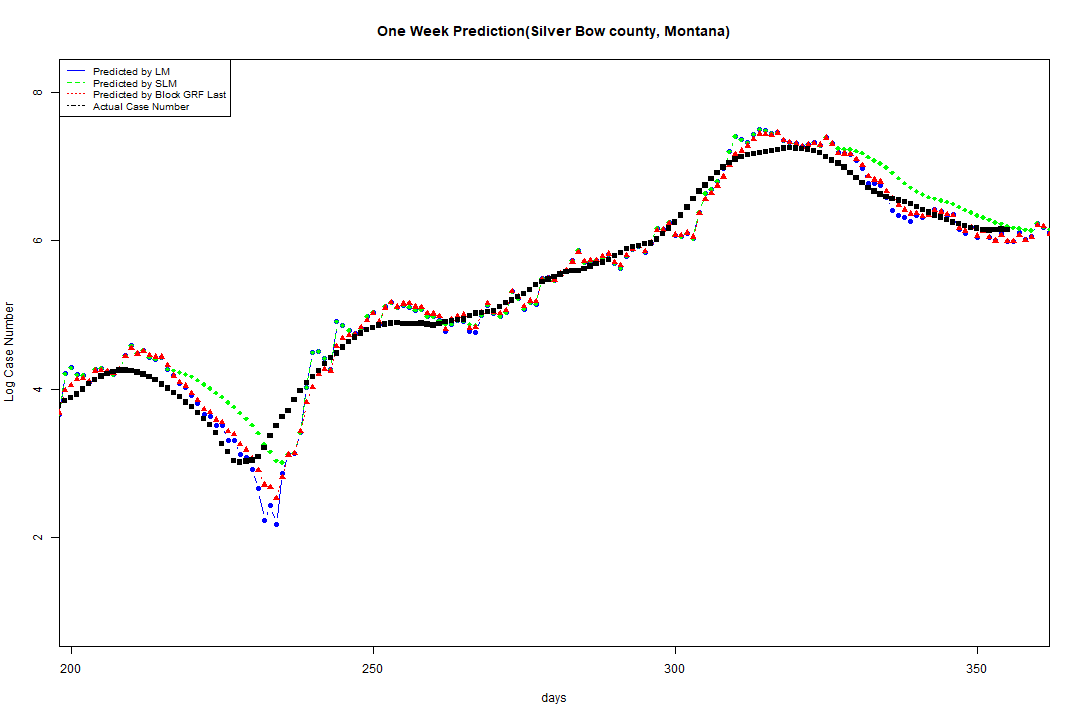 One Week Prediction(Silver Bow county, Montana)
Predicted by LM
Predicted by SLM
Predicted by Block GRF Last
Actual Case Number
8
6
4
2
Log Case Number
200
250
300
350
days